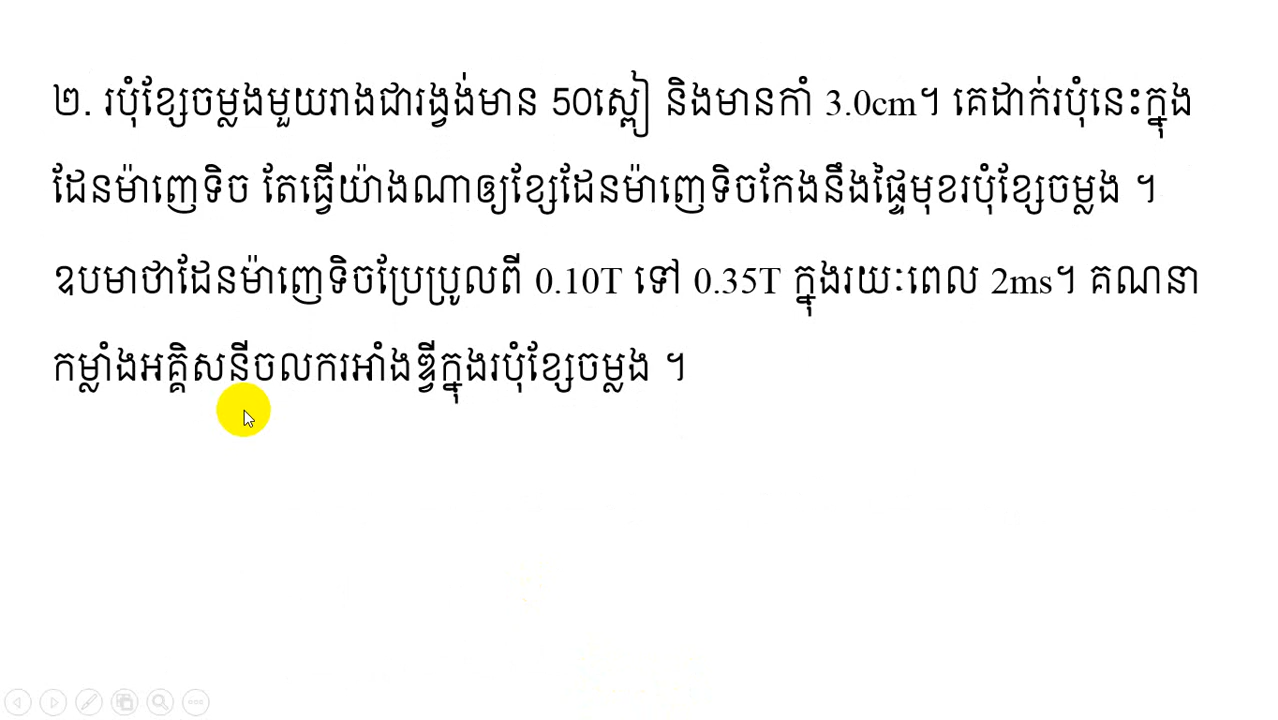 ២. របុំខ្សែចម្លងមួយរាងជារង្វង់មាន 50ស្ពៀ និងមានកាំ 3.0cm។ គេដាក់របុំនេះក្នុង
ដែនម៉ាញេទិច តែធ្វើយ៉ាងណាឲ្យខ្សែដែនម៉ាញេទិចកែងនឹងផ្ទៃមុខរបុំខ្សែចម្លង ។
ឧបមាថាដែនម៉ាញេទិចប្រែប្រួលពី 0.10T ទៅ 0.35T ក្នុងរយៈពេល 2ms។ គណនា
កម្លាំងអគ្គិសនីចលករអាំងឌ្វីក្នុងរបុំខ្សែចម្លង ។